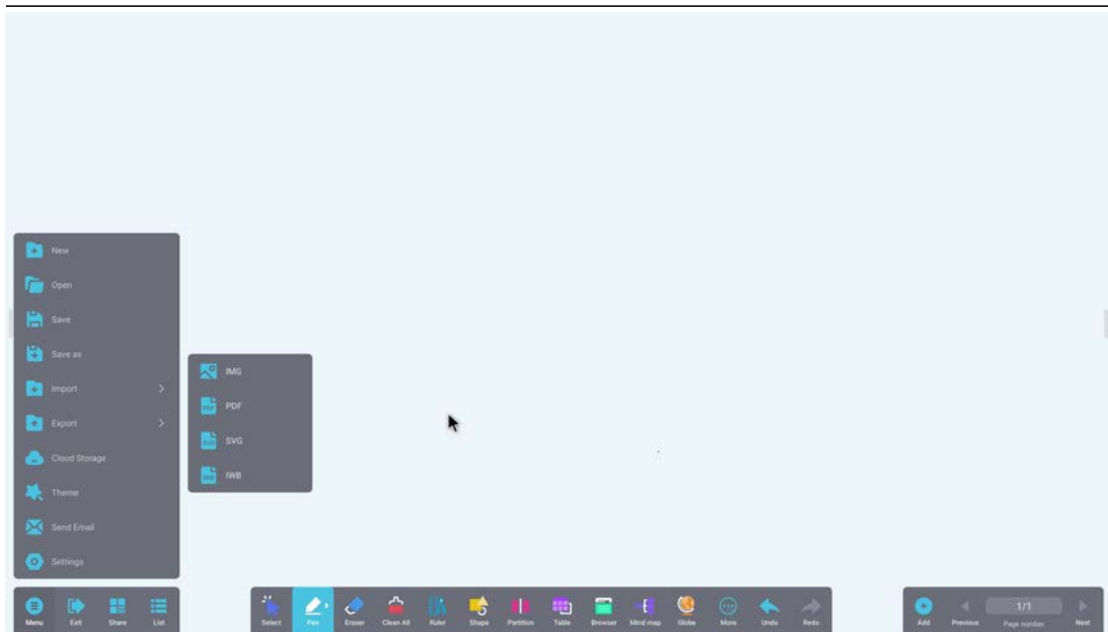 New
Open
Save
Save as
Import
Export
Cloud Storage
Theme
Send Email
Settings
IMG
PDF
SVG
IWB
Menu Exit Share List
Select Pen Eraser Clean All Ruler Shape Partition Table Browser Mind map Globe More Undo Redo
Add Previous 1/1 Page number Next